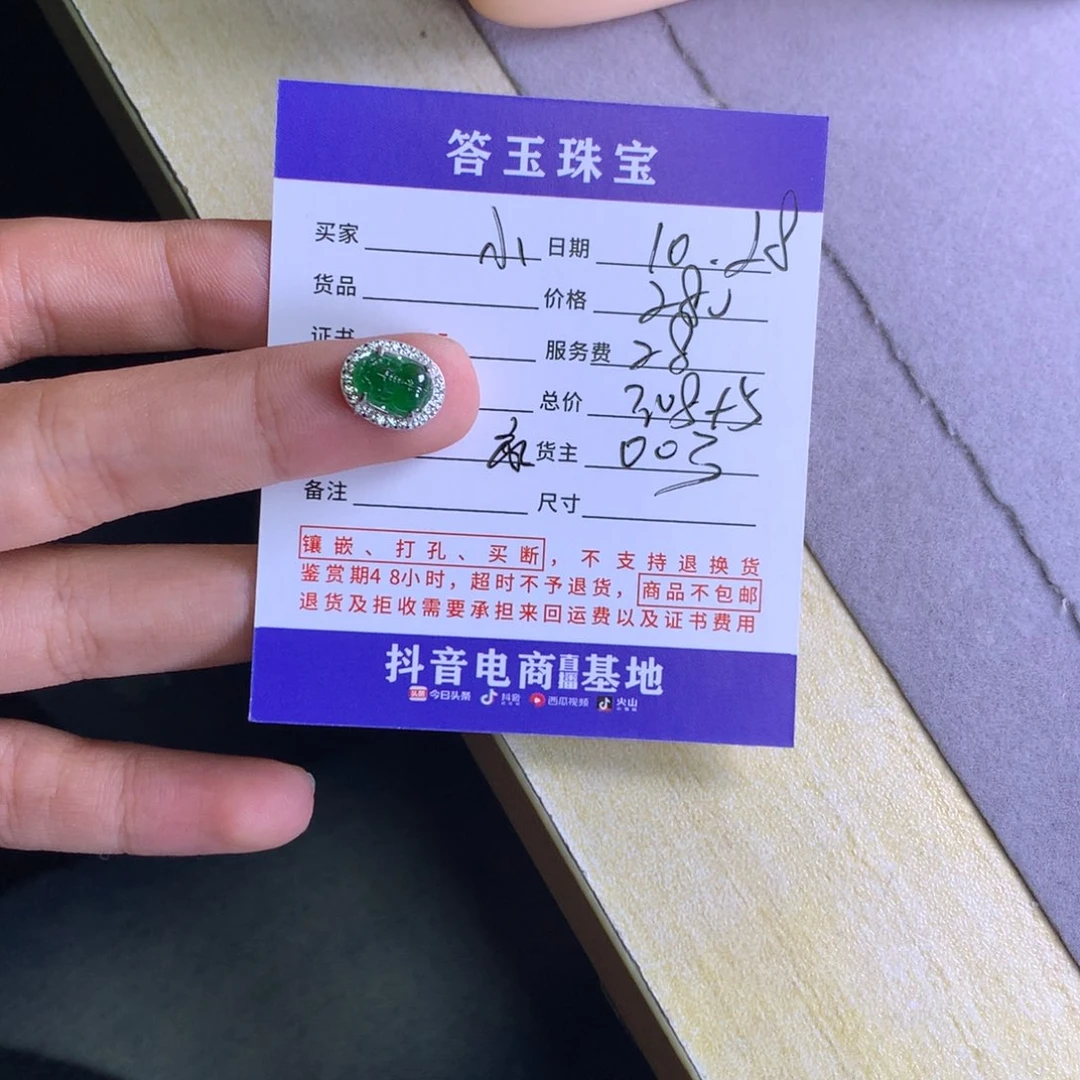 答玉珠宝
买家 小 日期 10.28
货品 价格 280
证书 服务费 28
总价 308+5
货主 003
备注 尺寸
镶嵌、打孔、买断，不支持退换货
鉴赏期48小时，超时不予退货，商品不包邮
退货及拒收需要承担来回运费以及证书费用
抖音电商直播基地
头条 今日头条 抖音 西瓜视频 火山